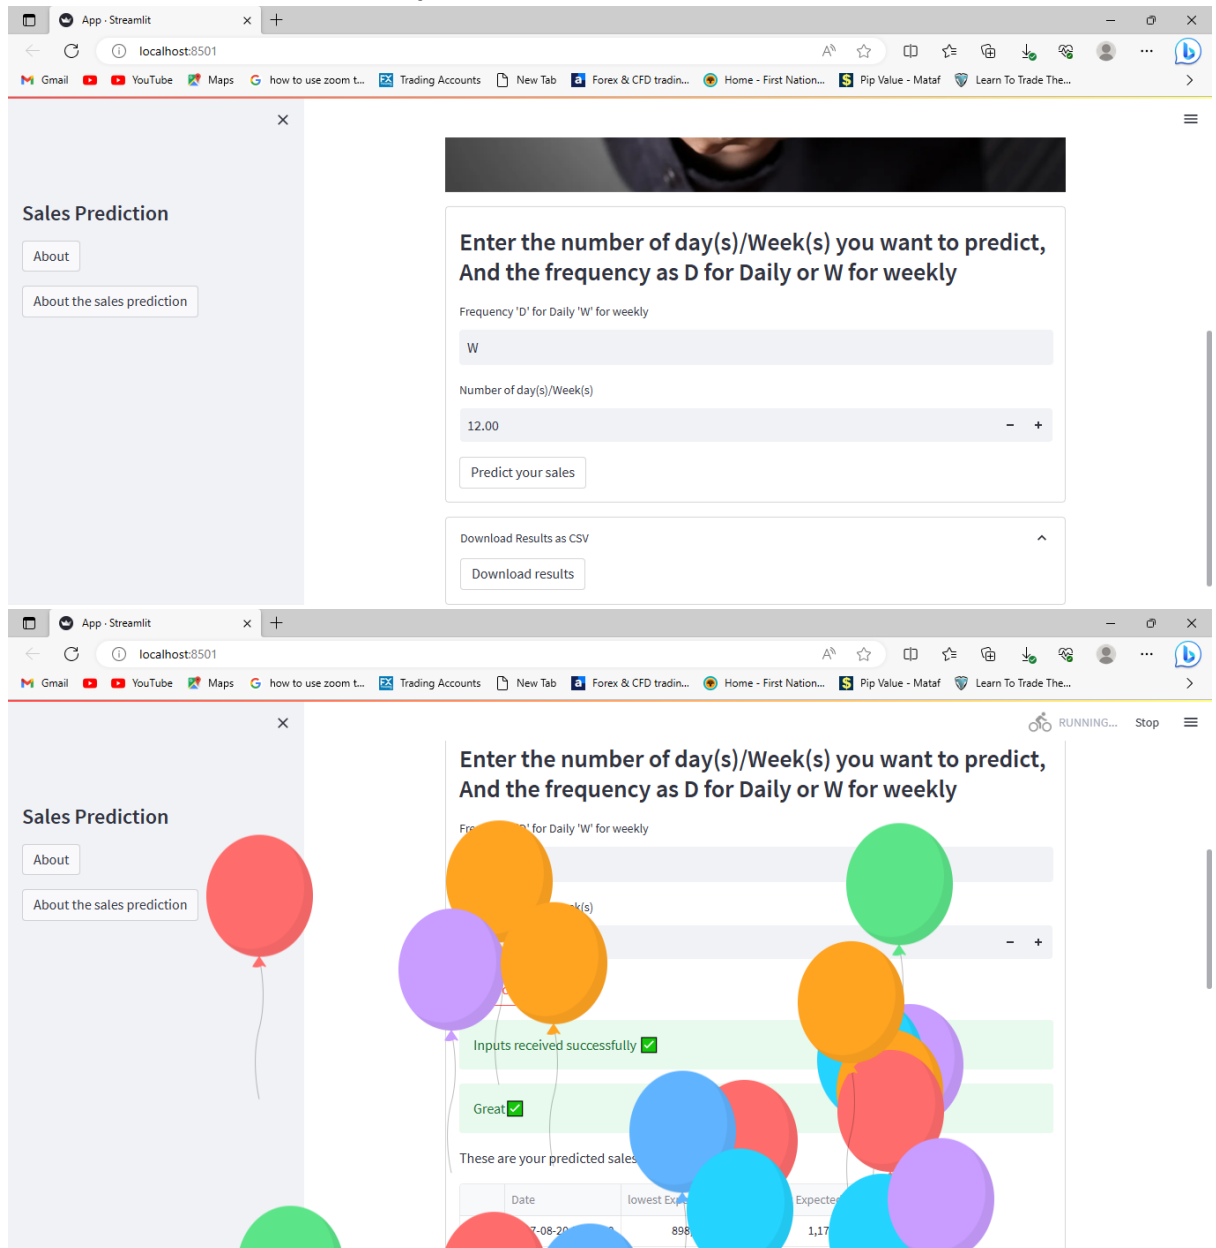 App · Streamlit
localhost:8501
Gmail YouTube Maps how to use zoom t... Trading Accounts New Tab Forex & CFD tradin... Home - First Nation... Pip Value - Mataf Learn To Trade The...
Sales Prediction
About
About the sales prediction
Enter the number of day(s)/Week(s) you want to predict,
And the frequency as D for Daily or W for weekly
Frequency 'D' for Daily 'W' for weekly
W
Number of day(s)/Week(s)
12.00
Predict your sales
Download Results as CSV
Download results
App · Streamlit
localhost:8501
Gmail YouTube Maps how to use zoom t... Trading Accounts New Tab Forex & CFD tradin... Home - First Nation... Pip Value - Mataf Learn To Trade The...
RUNNING... Stop
Sales Prediction
About
About the sales prediction
Enter the number of day(s)/Week(s) you want to predict,
And the frequency as D for Daily or W for weekly
for Daily 'W' for weekly
Inputs received successfully
Great
These are your predicted sales
Date lowest